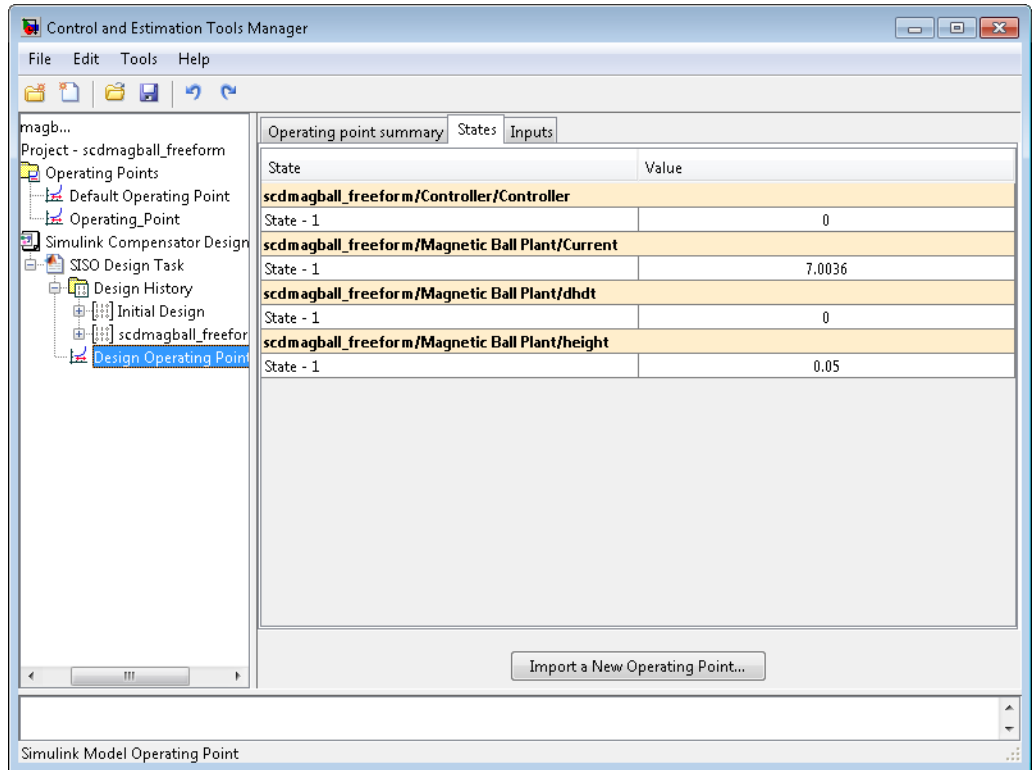 Control and Estimation Tools Manager
File Edit Tools Help
magb...
Project - scdmagball_freeform
Operating Points
Default Operating Point
Operating_Point
Simulink Compensator Design
SISO Design Task
Design History
Initial Design
scdmagball_freefor
Design Operating Point
Operating point summary States Inputs
State Value
scdmagball_freeform/Controller/Controller
State - 1 0
scdmagball_freeform/Magnetic Ball Plant/Current
State - 1 7.0036
scdmagball_freeform/Magnetic Ball Plant/dhdt
State - 1 0
scdmagball_freeform/Magnetic Ball Plant/height
State - 1 0.05
Import a New Operating Point...
Simulink Model Operating Point